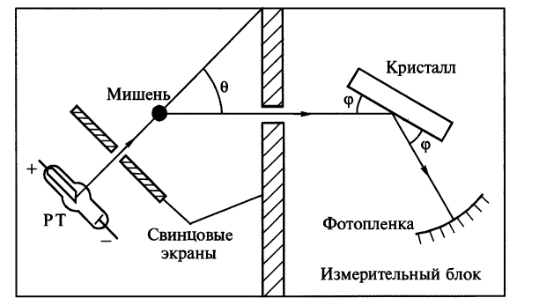 Кристалл
Мишень
θ
φ
φ
+
РТ
−
Свинцовые
экраны
Фотопленка
Измерительный блок